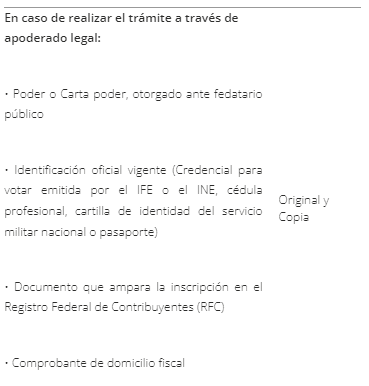 En caso de realizar el trámite a través de
apoderado legal:
• Poder o Carta poder, otorgado ante fedatario
público
• Identificación oficial vigente (Credencial para
votar emitida por el IFE o el INE, cédula
profesional, cartilla de identidad del servicio
militar nacional o pasaporte)
Original y
Copia
• Documento que ampara la inscripción en el
Registro Federal de Contribuyentes (RFC)
• Comprobante de domicilio fiscal